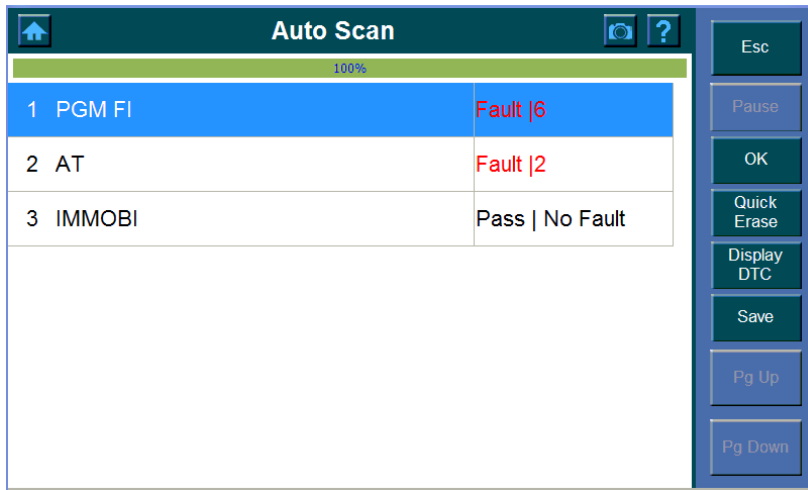 Auto Scan
?
100%
1 PGM FI Fault |6
2 AT Fault |2
3 IMMOBI Pass | No Fault
Esc
Pause
OK
Quick
Erase
Display
DTC
Save
Pg Up
Pg Down